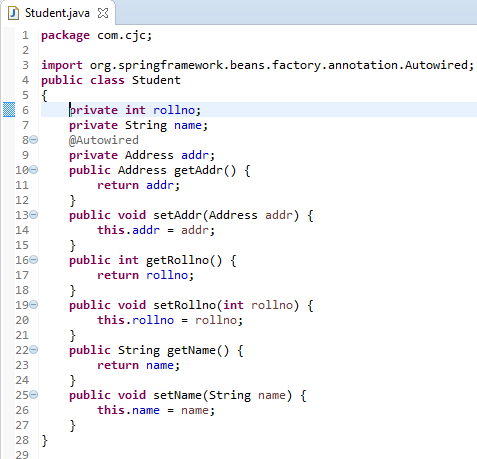 Student.java
1 package com.cjc;
2
3 import org.springframework.beans.factory.annotation.Autowired;
4 public class Student
5 {
6     private int rollno;
7     private String name;
8     @Autowired
9     private Address addr;
10     public Address getAddr() {
11         return addr;
12     }
13     public void setAddr(Address addr) {
14         this.addr = addr;
15     }
16     public int getRollno() {
17         return rollno;
18     }
19     public void setRollno(int rollno) {
20         this.rollno = rollno;
21     }
22     public String getName() {
23         return name;
24     }
25     public void setName(String name) {
26         this.name = name;
27     }
28 }
29